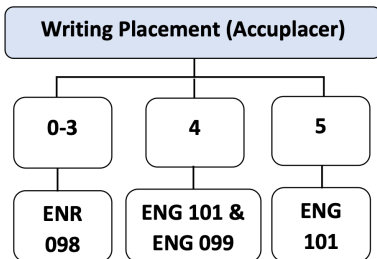 Writing Placement (Accuplacer)
0-3
4
5
ENR
098
ENG 101 &
ENG 099
ENG
101